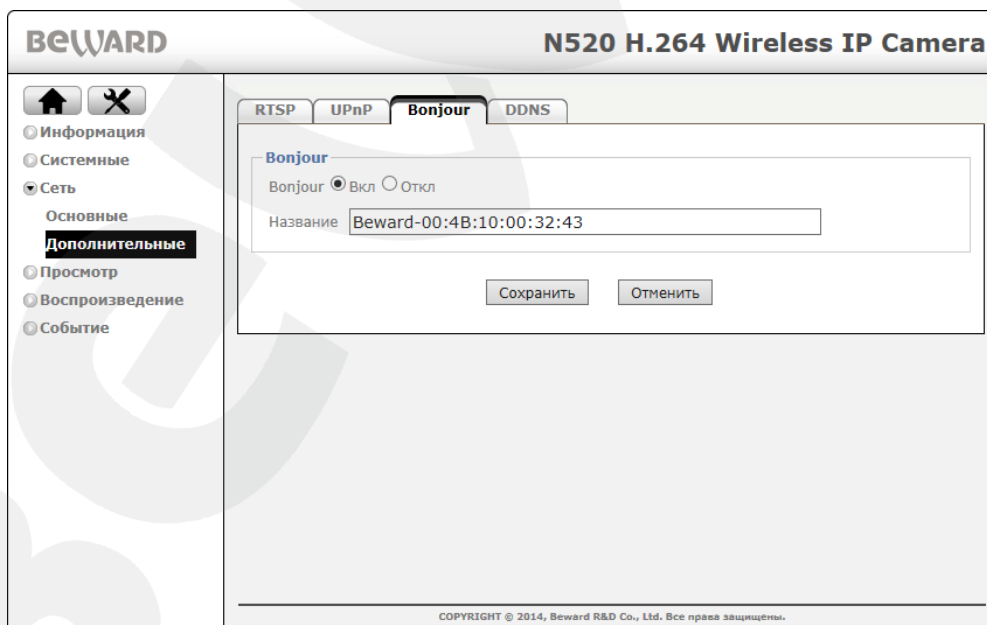 BEWARD
N520 H.264 Wireless IP Camera
Информация
Системные
Сеть
Основные
Дополнительные
Просмотр
Воспроизведение
Событие
RTSP UPnP Bonjour DDNS
Bonjour
Bonjour Вкл Откл
Название Beward-00:4B:10:00:32:43
Сохранить Отменить
COPYRIGHT © 2014, Beward R&D Co., Ltd. Все права защищены.